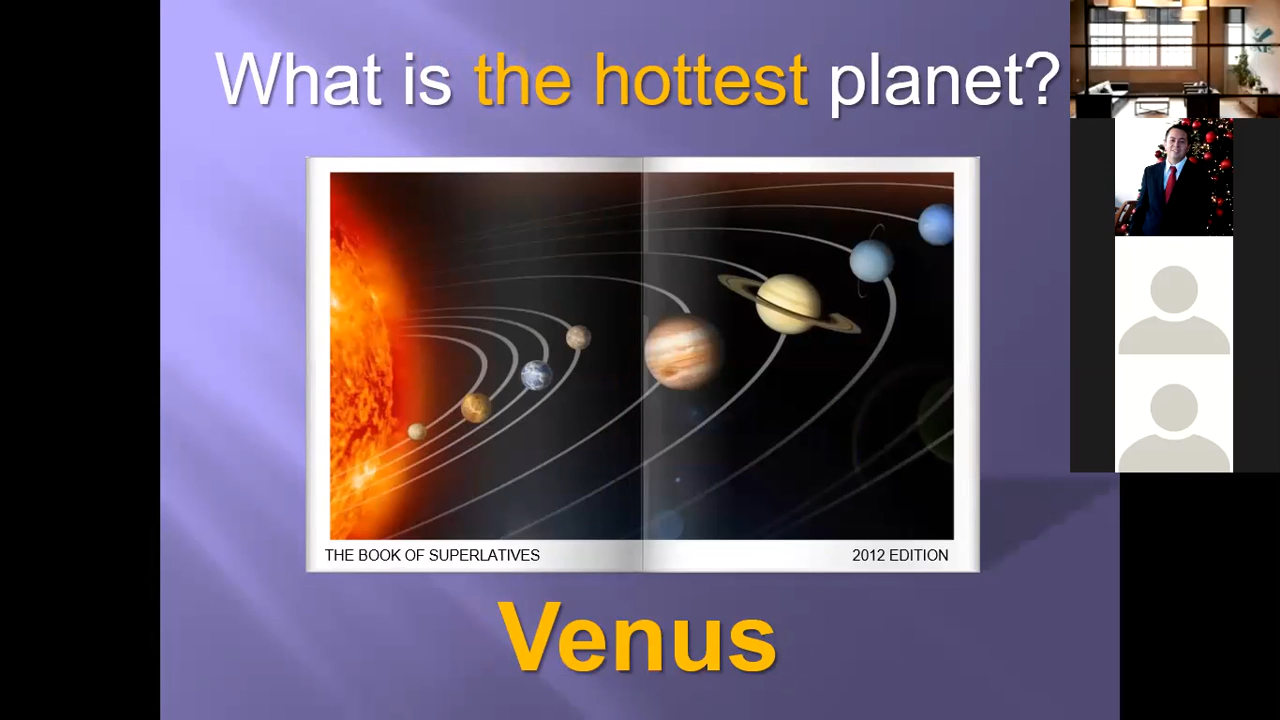 What is the hottest planet?
THE BOOK OF SUPERLATIVES
2012 EDITION
Venus